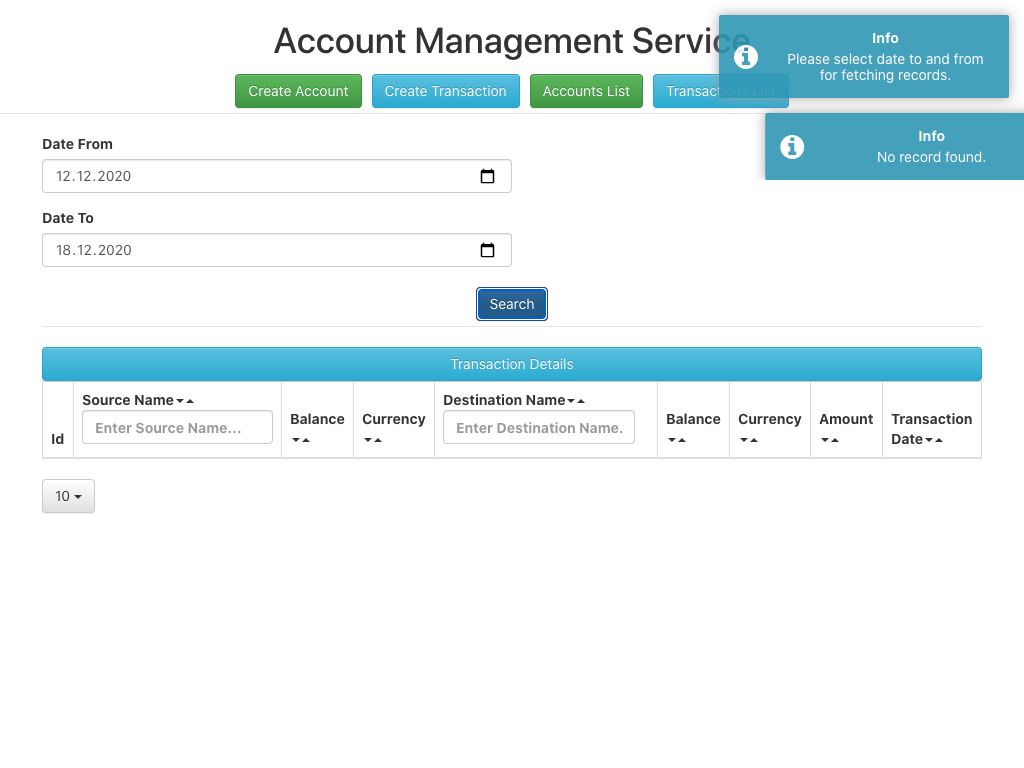 Account Management Service
Info
Please select date to and from
for fetching records.
Create Account
Create Transaction
Accounts List
Transactions List
Info
No record found.
Date From
12.12.2020
Date To
18.12.2020
Search
Transaction Details
Id
Source Name
Enter Source Name...
Balance
Currency
Destination Name
Enter Destination Name.
Balance
Currency
Amount
Transaction
Date
10